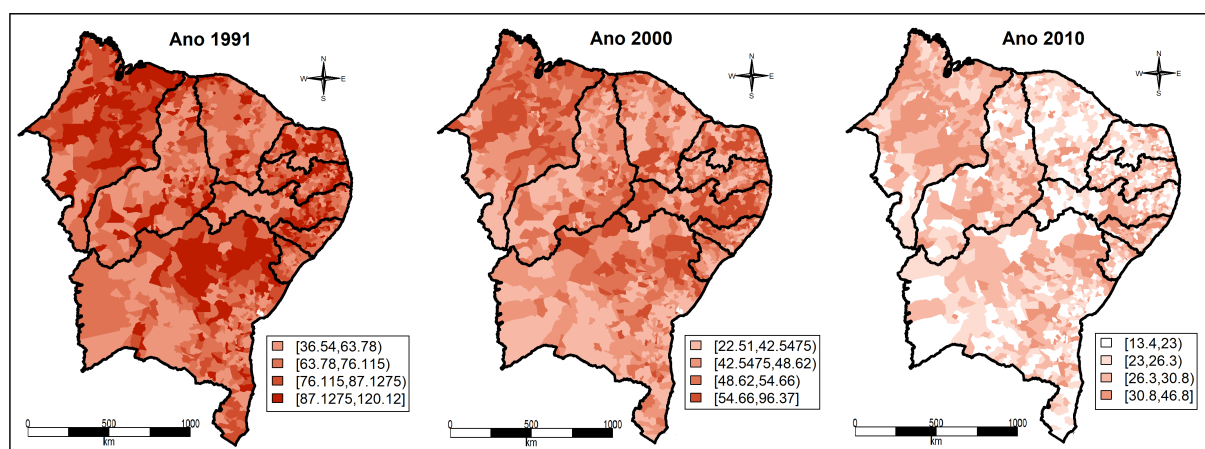 Ano 1991
N
W E
S
[36.54,63.78)
[63.78,76.115)
[76.115,87.1275)
[87.1275,120.12]
0 500 1000
km
Ano 2000
N
W E
S
[22.51,42.5475)
[42.5475,48.62)
[48.62,54.66)
[54.66,96.37]
0 500 1000
km
Ano 2010
N
W E
S
[13.4,23)
[23,26.3)
[26.3,30.8)
[30.8,46.8]
0 500 1000
km